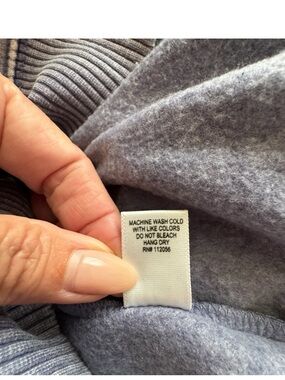 MACHINE WASH COLD
WITH LIKE COLORS
DO NOT BLEACH
HANG DRY
RN# 112056